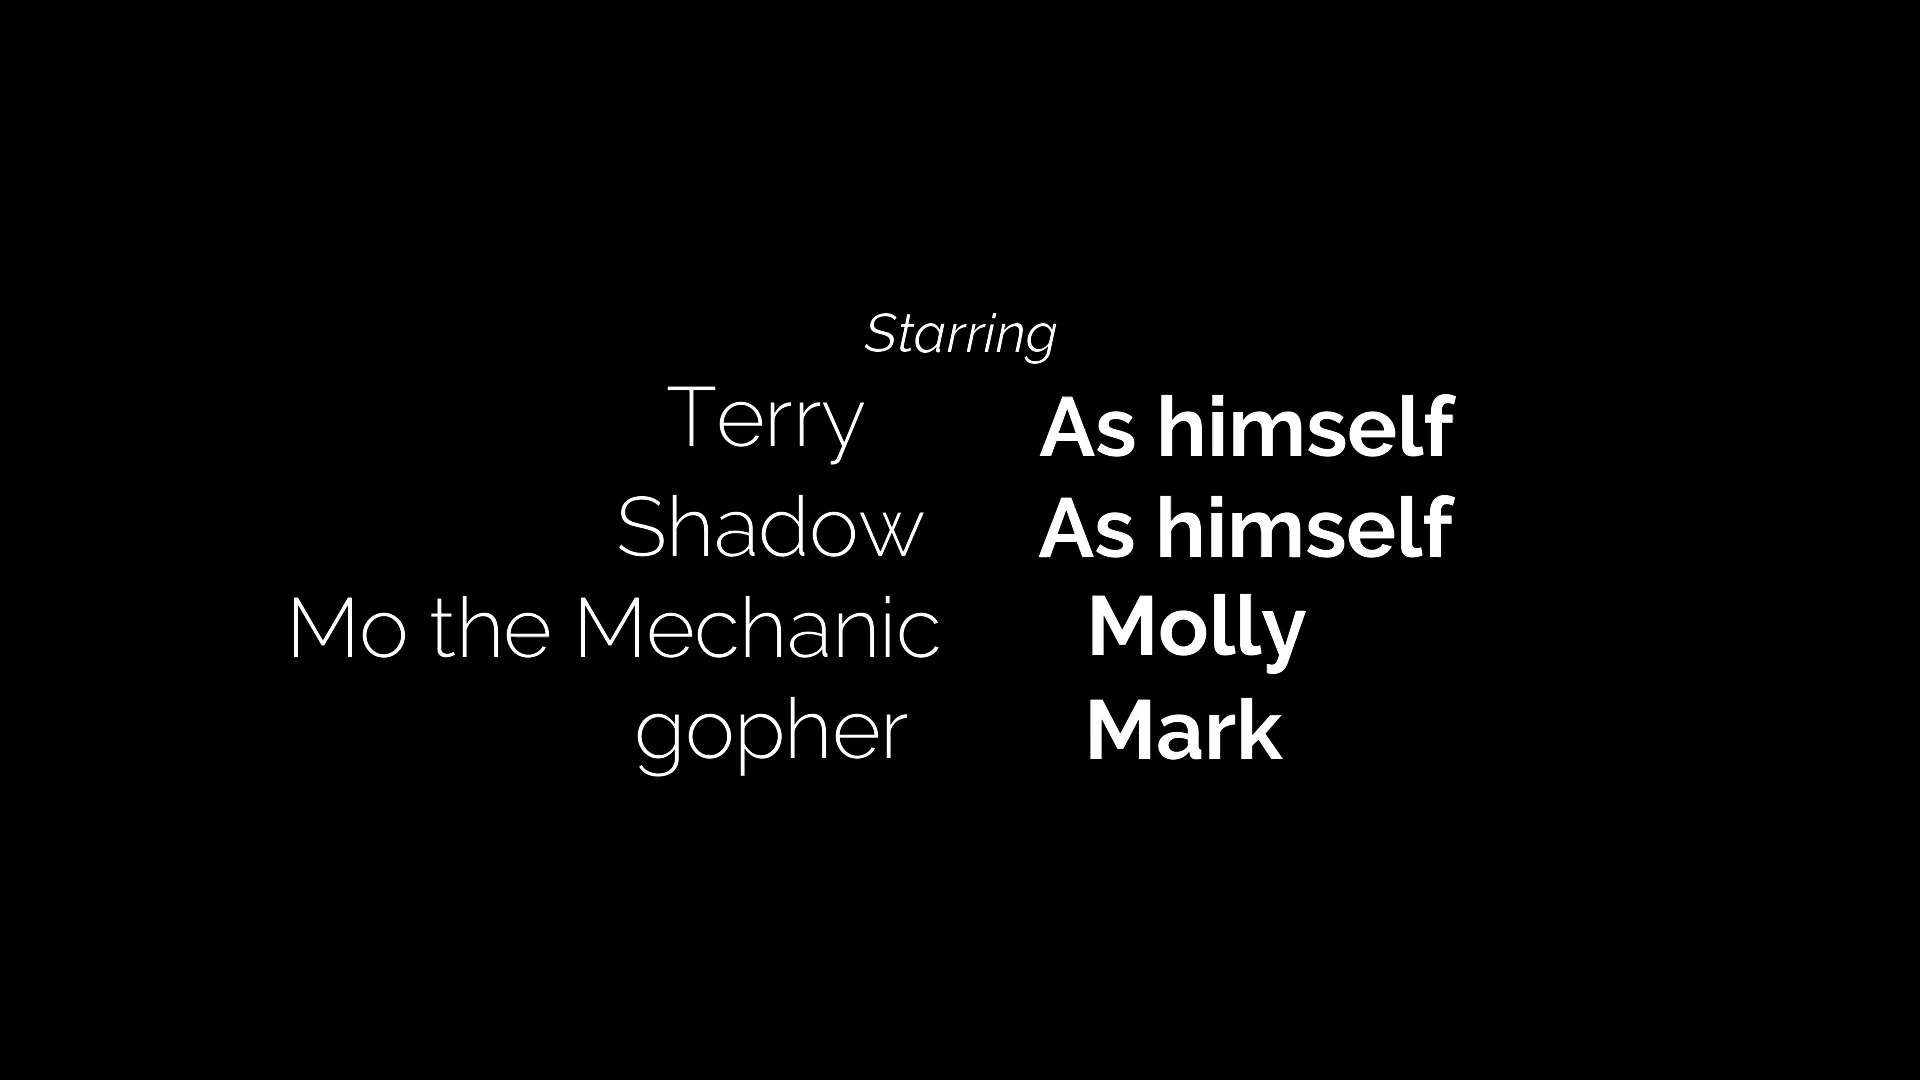 Starring
Terry As himself
Shadow As himself
Mo the Mechanic Molly
gopher Mark